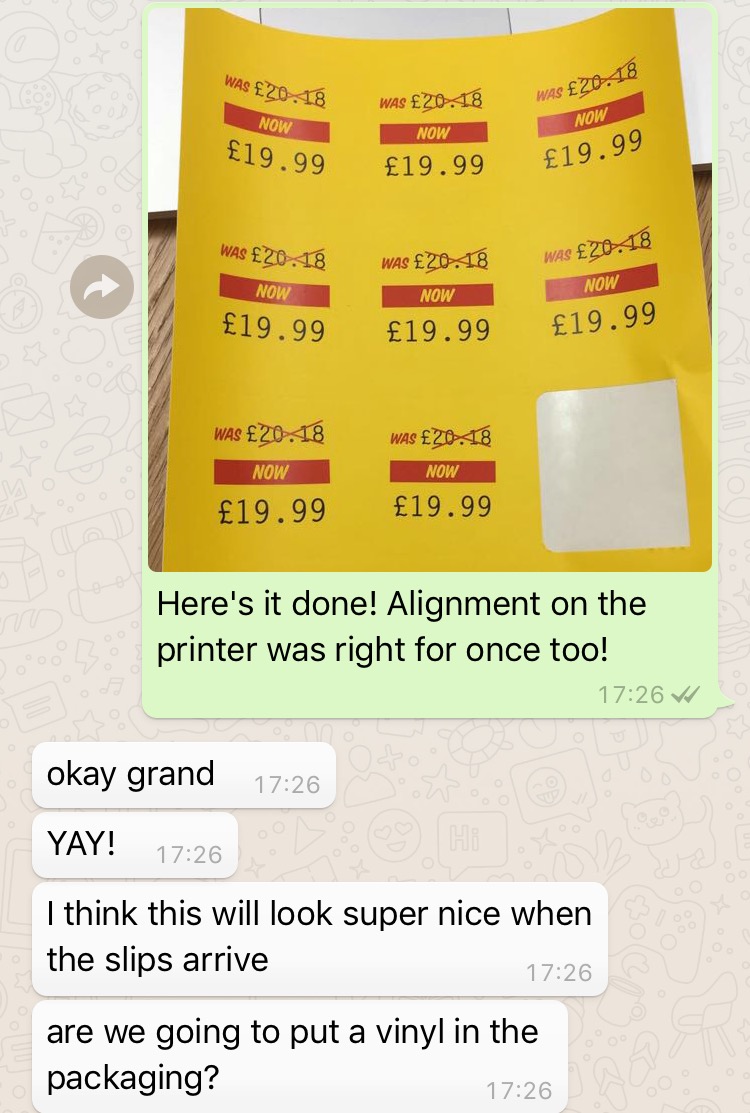 WAS £20.18 WAS £20.18 WAS £20.18
NOW NOW NOW
£19.99 £19.99 £19.99
WAS £20.18 WAS £20.18 WAS £20.18
NOW NOW NOW
£19.99 £19.99 £19.99
WAS £20.18 WAS £20.18
NOW NOW
£19.99 £19.99
Here's it done! Alignment on the
printer was right for once too!
17:26
okay grand 17:26
YAY! 17:26
Hi
I think this will look super nice when
the slips arrive
17:26
are we going to put a vinyl in the
packaging?
17:26